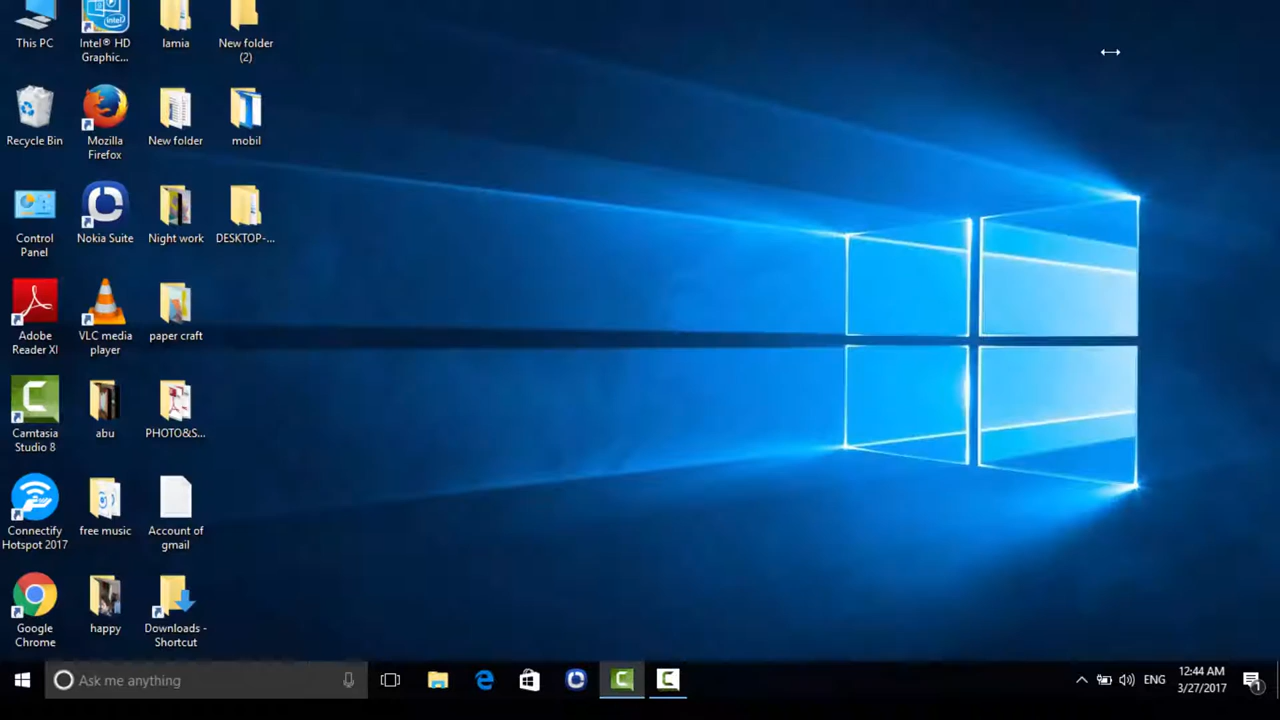 This PC
Intel® HD
Graphic...
lamia
New folder
(2)
Recycle Bin
Mozilla
Firefox
New folder
mobil
Control
Panel
Nokia Suite
Night work
DESKTOP-...
Adobe
Reader XI
VLC media
player
paper craft
Camtasia
Studio 8
abu
PHOTO&S...
Connectify
Hotspot 2017
free music
Account of
gmail
Google
Chrome
happy
Downloads -
Shortcut
Ask me anything
ENG
12:44 AM
3/27/2017
1